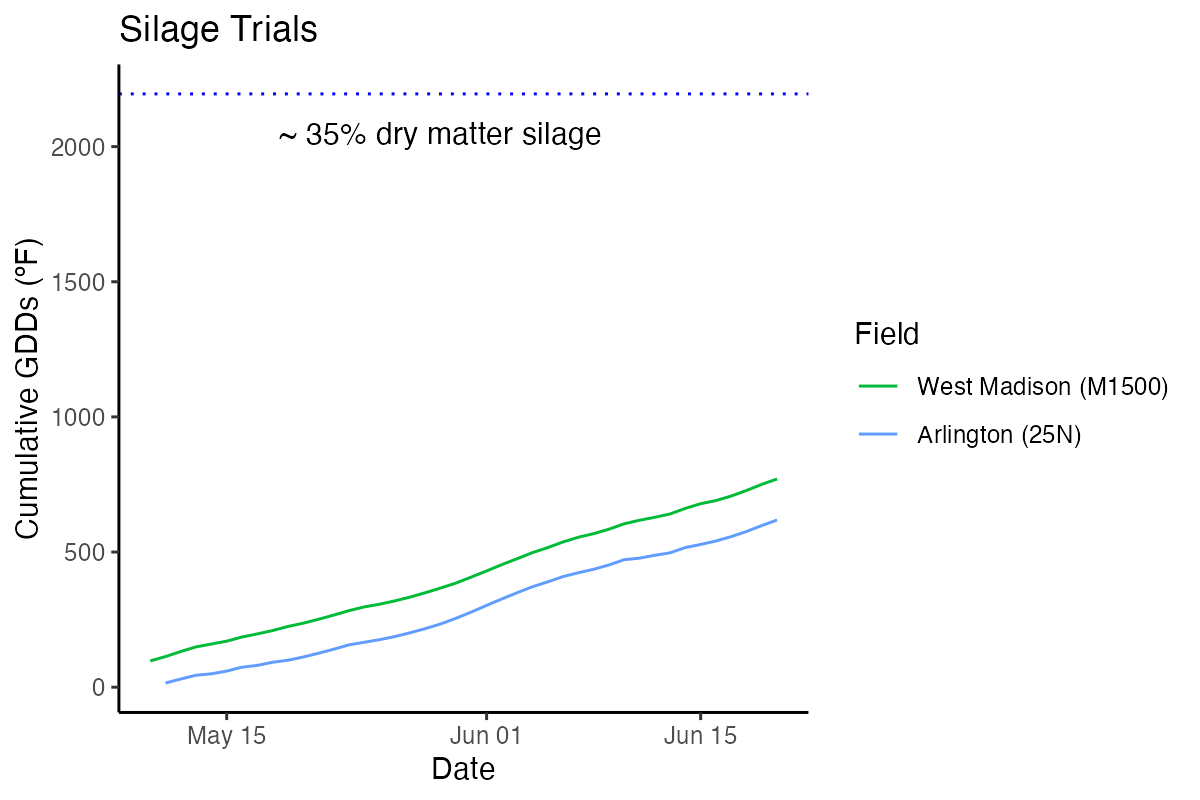 Silage Trials
~ 35% dry matter silage
2000
1500
1000
500
0
Cumulative GDDs (°F)
May 15
Jun 01
Jun 15
Date
Field
West Madison (M1500)
Arlington (25N)